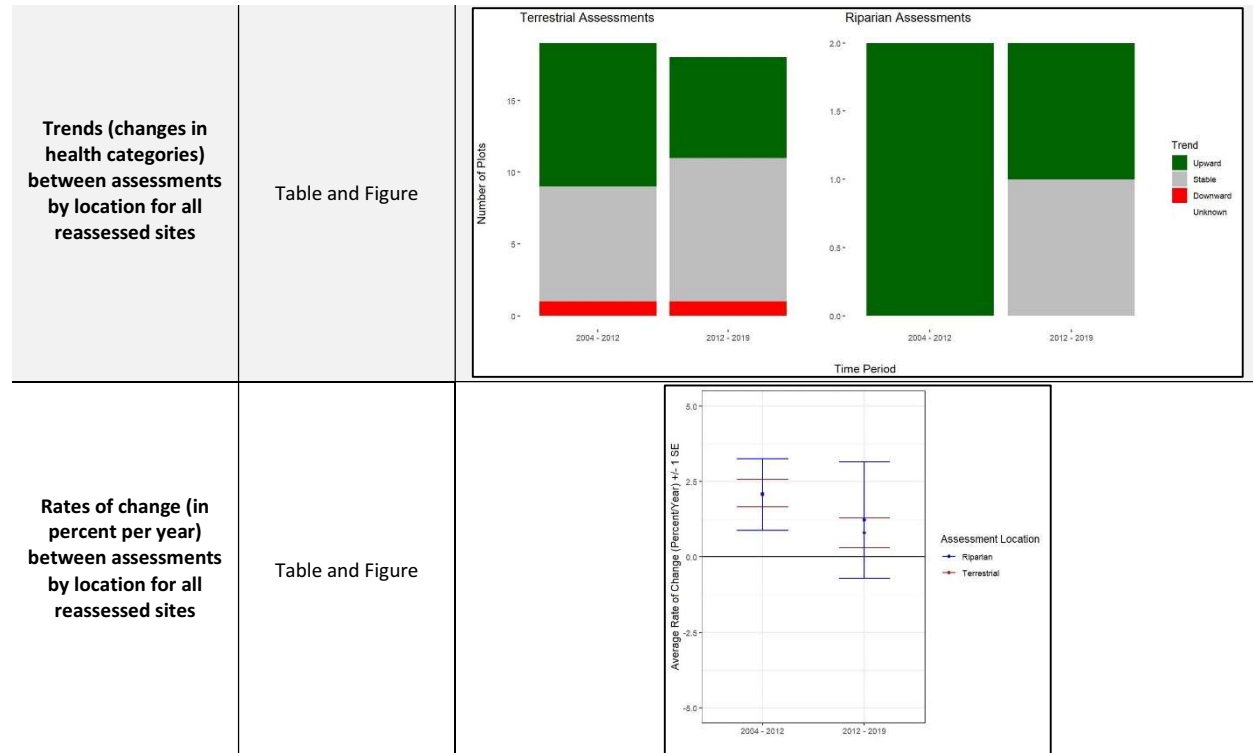 Trends (changes in
health categories)
between assessments
by location for all
reassessed sites
Table and Figure
Terrestrial Assessments
Riparian Assessments
Number of Plots
15
10
5
0
2004 - 2012
2012 - 2019
2.0
1.5
1.0
0.5
0.0
2004 - 2012
2012 - 2019
Time Period
Trend
Upward
Stable
Downward
Unknown
Rates of change (in
percent per year)
between assessments
by location for all
reassessed sites
Table and Figure
Average Rate of Change (Percent/Year) +/- 1 SE
5.0
2.5
0.0
-2.5
-5.0
2004 - 2012
2012 - 2019
Assessment Location
Riparian
Terrestrial